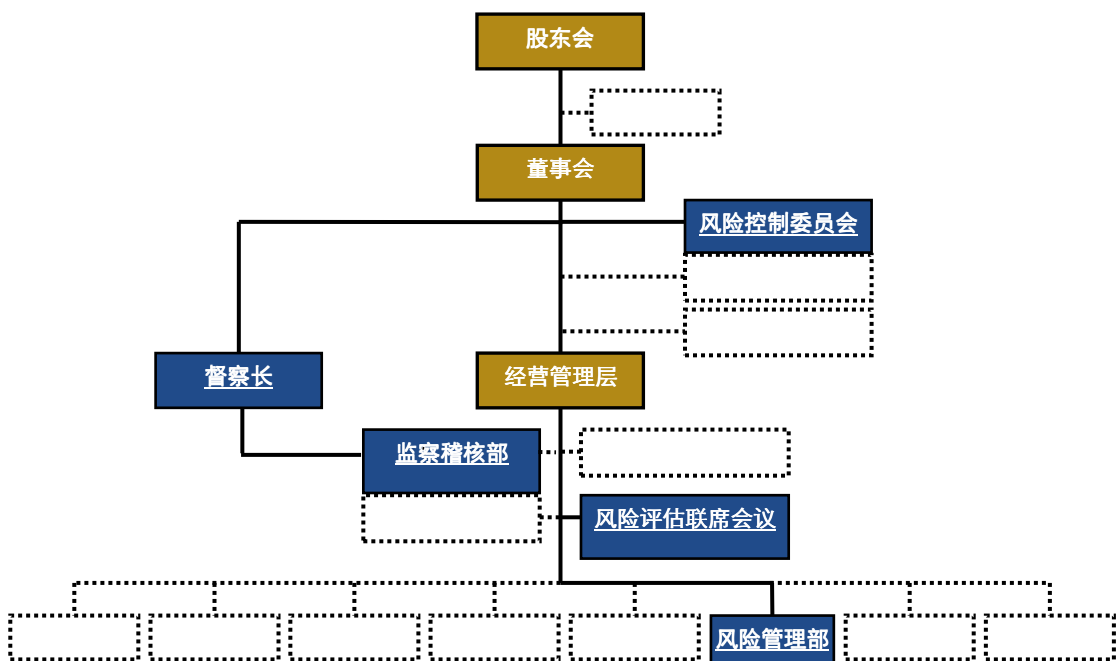 股东会
董事会
风险控制委员会
督察长
经营管理层
监察稽核部
风险评估联席会议
风险管理部